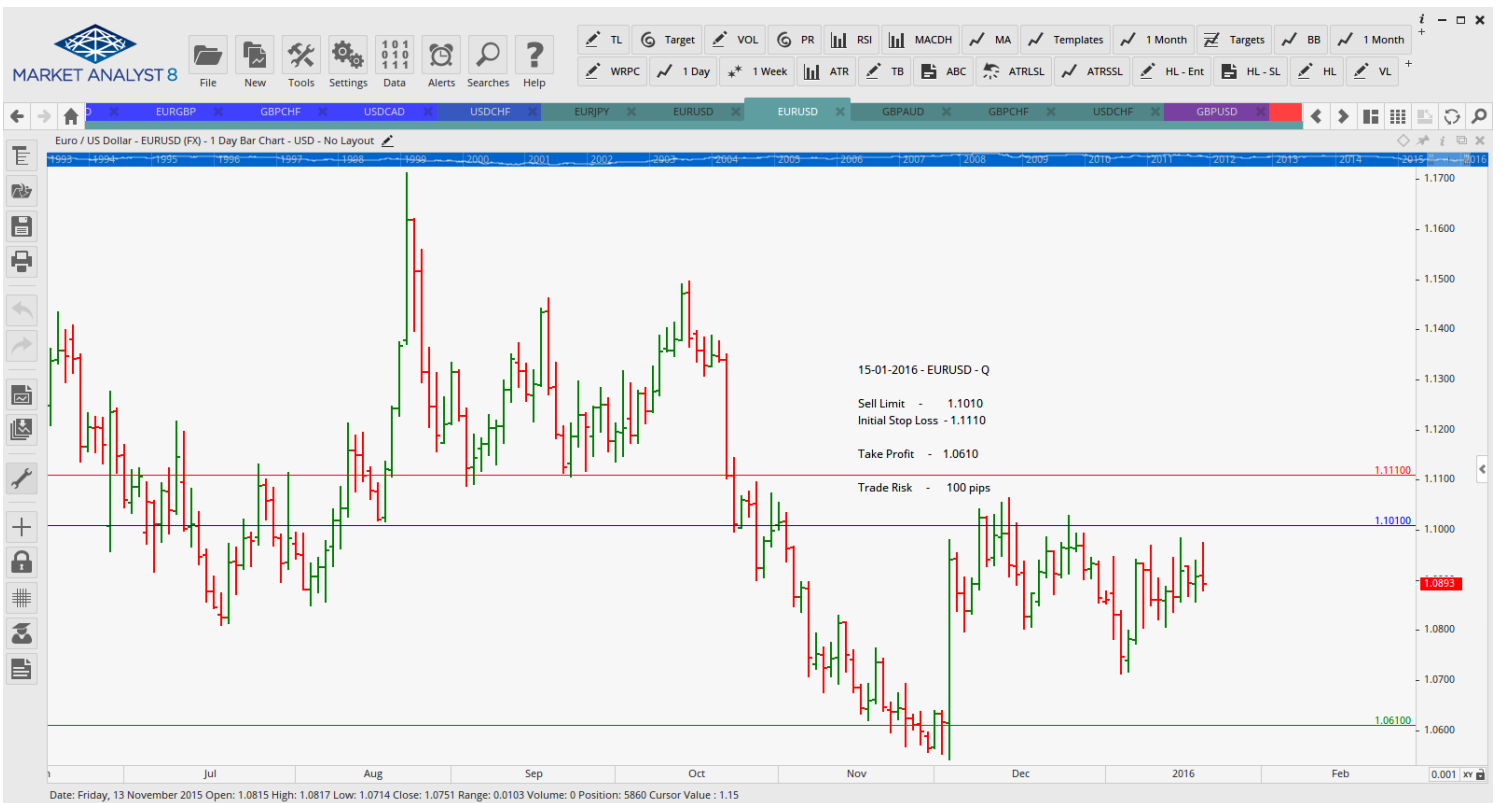 TL Target VOL PR RSI MACDH MA Templates 1 Month Targets BB 1 Month
WRPC 1 Day 1 Week ATR TB ABC ATRLSL ATRSSL HL - Ent HL - SL HL VL
MARKET ANALYST 8
File New Tools Settings Data Alerts Searches Help
EURGBP GBPCHF USDCAD USDCHF EURJPY EURUSD EURUSD GBPAUD GBPCHF USDCHF GBPUSD
Euro / US Dollar - EURUSD (FX) - 1 Day Bar Chart - USD - No Layout
1993 1994 1995 1996 1997 1998 1999 2000 2001 2002 2003 2004 2005 2006 2007 2008 2009 2010 2011 2012 2013 2014 2015 2016
1.1700
1.1600
1.1500
1.1400
1.1300
15-01-2016 - EURUSD - Q
Sell Limit - 1.1010
Initial Stop Loss - 1.1110
1.1200
Take Profit - 1.0610
1.11100
1.1100
Trade Risk - 100 pips
1.10100
1.1000
1.0893
1.0800
1.0700
1.06100
1.0600
Jul Aug Sep Oct Nov Dec 2016 Feb
0.001 XY
Date: Friday, 13 November 2015 Open: 1.0815 High: 1.0817 Low: 1.0714 Close: 1.0751 Range: 0.0103 Volume: 0 Position: 5860 Cursor Value : 1.15